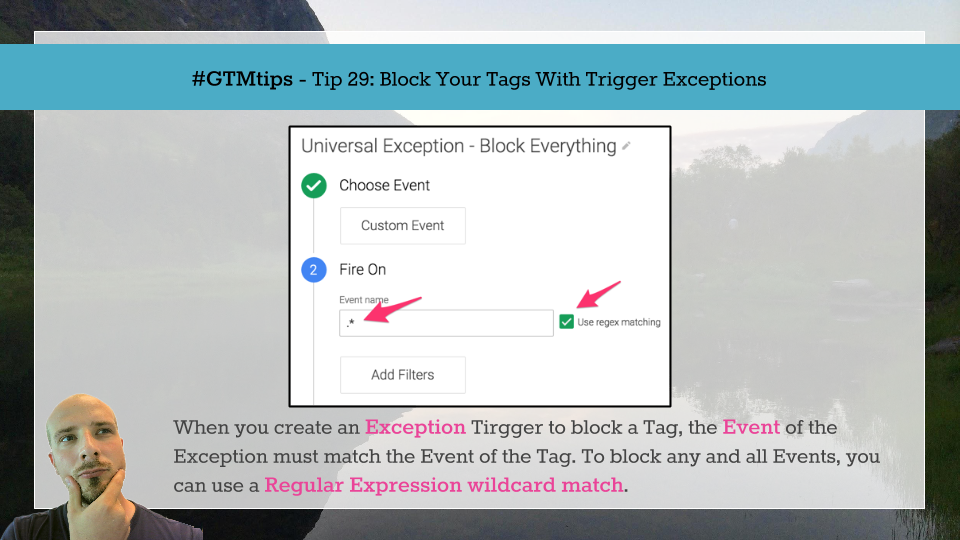 #GTMtips - Tip 29: Block Your Tags With Trigger Exceptions
Universal Exception - Block Everything
Choose Event
Custom Event
2 Fire On
Event name
.*
Use regex matching
Add Filters
When you create an Exception Tirgger to block a Tag, the Event of the
Exception must match the Event of the Tag. To block any and all Events, you
can use a Regular Expression wildcard match.